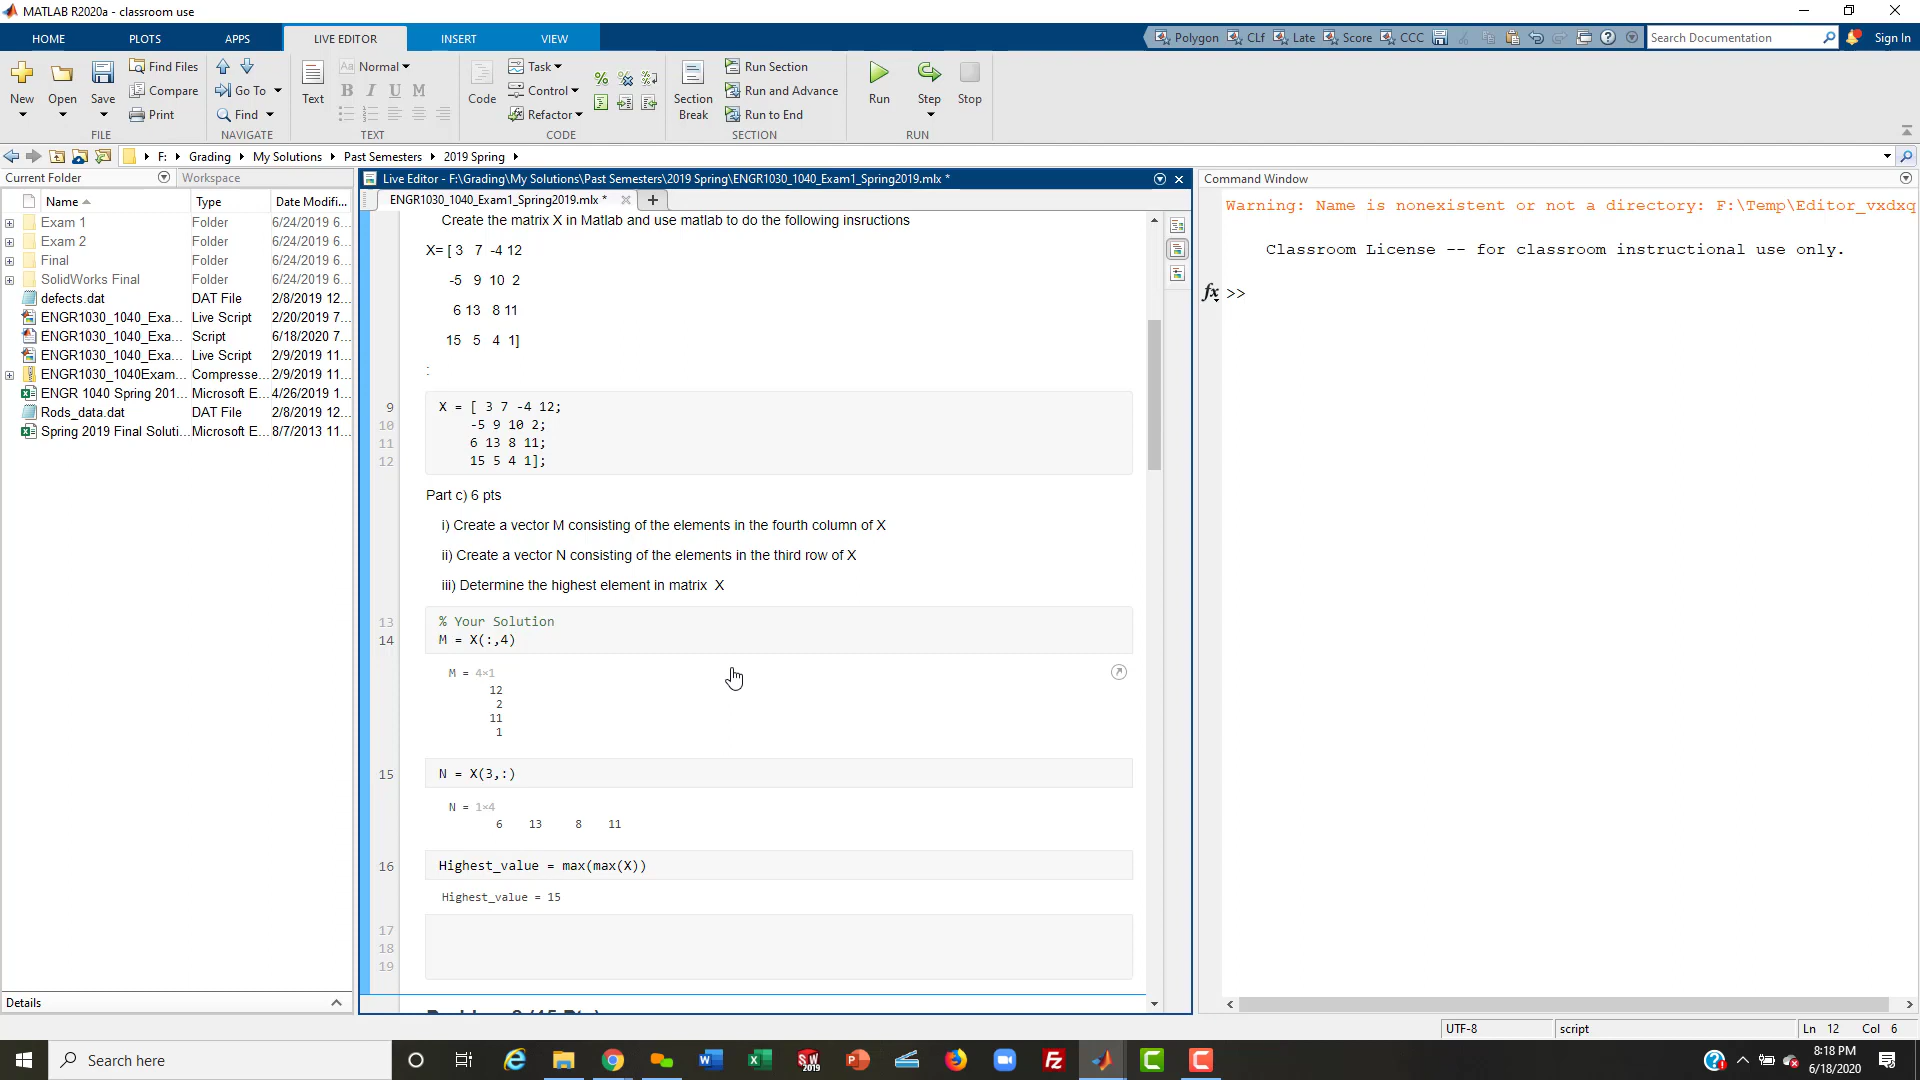 MATLAB R2020a - classroom use
HOME PLOTS APPS LIVE EDITOR INSERT VIEW
Polygon CLf Late Score CCC Search Documentation Sign In
New Open Save Find Files Compare Print
FILE
Go To Find
NAVIGATE
Text Aa Normal B I U M
TEXT
Code Task Control Refactor
CODE
Section Break Run Section Run and Advance Run to End
SECTION
Run Step Stop
RUN
F: Grading My Solutions Past Semesters 2019 Spring
Current Folder Workspace
Name Type Date Modifi...
Exam 1 Folder 6/24/2019 6...
Exam 2 Folder 6/24/2019 6...
Final Folder 6/24/2019 6...
SolidWorks Final Folder 6/24/2019 6...
defects.dat DAT File 2/8/2019 12...
ENGR1030_1040_Exa... Live Script 2/20/2019 7...
ENGR1030_1040_Exa... Script 6/18/2020 7...
ENGR1030_1040_Exa... Live Script 2/9/2019 11...
ENGR1030_1040Exam... Compresse... 2/9/2019 11...
ENGR 1040 Spring 201... Microsoft E... 4/26/2019 1...
Rods_data.dat DAT File 2/8/2019 12...
Spring 2019 Final Soluti... Microsoft E... 8/7/2013 11...
Details
Live Editor - F:\Grading\My Solutions\Past Semesters\2019 Spring\ENGR1030_1040_Exam1_Spring2019.mlx *
ENGR1030_1040_Exam1_Spring2019.mlx *
Create the matrix X in Matlab and use matlab to do the following insructions
X= [ 3 7 -4 12
-5 9 10 2
6 13 8 11
15 5 4 1]
:
9 X = [ 3 7 -4 12;
10 -5 9 10 2;
11 6 13 8 11;
12 15 5 4 1];
Part c) 6 pts
i) Create a vector M consisting of the elements in the fourth column of X
ii) Create a vector N consisting of the elements in the third row of X
iii) Determine the highest element in matrix X
13 % Your Solution
14 M = X(:,4)
M = 4×1
12
2
11
1
15 N = X(3,:)
N = 1×4
6 13 8 11
16 Highest_value = max(max(X))
Highest_value = 15
17
18
19
Command Window
Warning: Name is nonexistent or not a directory: F:\Temp\Editor_vxdxq
Classroom License -- for classroom instructional use only.
fx >>
UTF-8 script Ln 12 Col 6
Search here
SW 2019
8:18 PM
6/18/2020